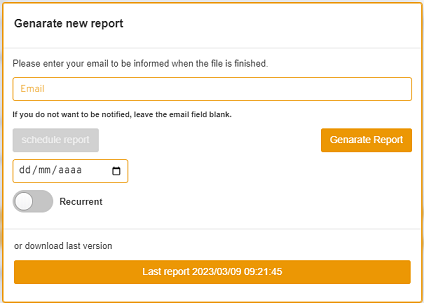 Genarate new report
Please enter your email to be informed when the file is finished.
Email
If you do not want to be notified, leave the email field blank.
schedule report
Genarate Report
dd/mm/aaaa
Recurrent
or download last version
Last report 2023/03/09 09:21:45